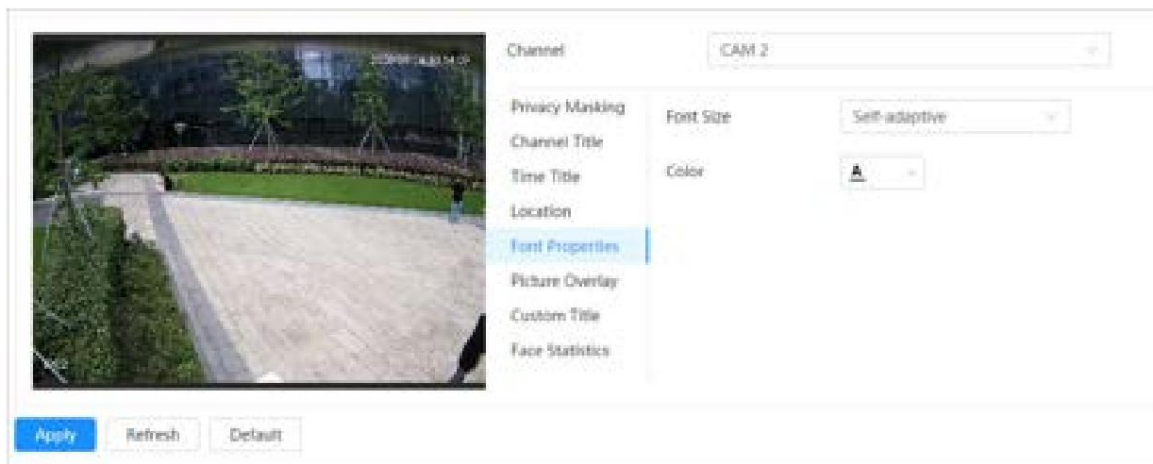 Channel
CAM 2
Privacy Masking
Channel Title
Time Title
Location
Font Properties
Picture Overlay
Custom Title
Face Statistics
Font Size
Self-adaptive
Color
A
Apply
Refresh
Default